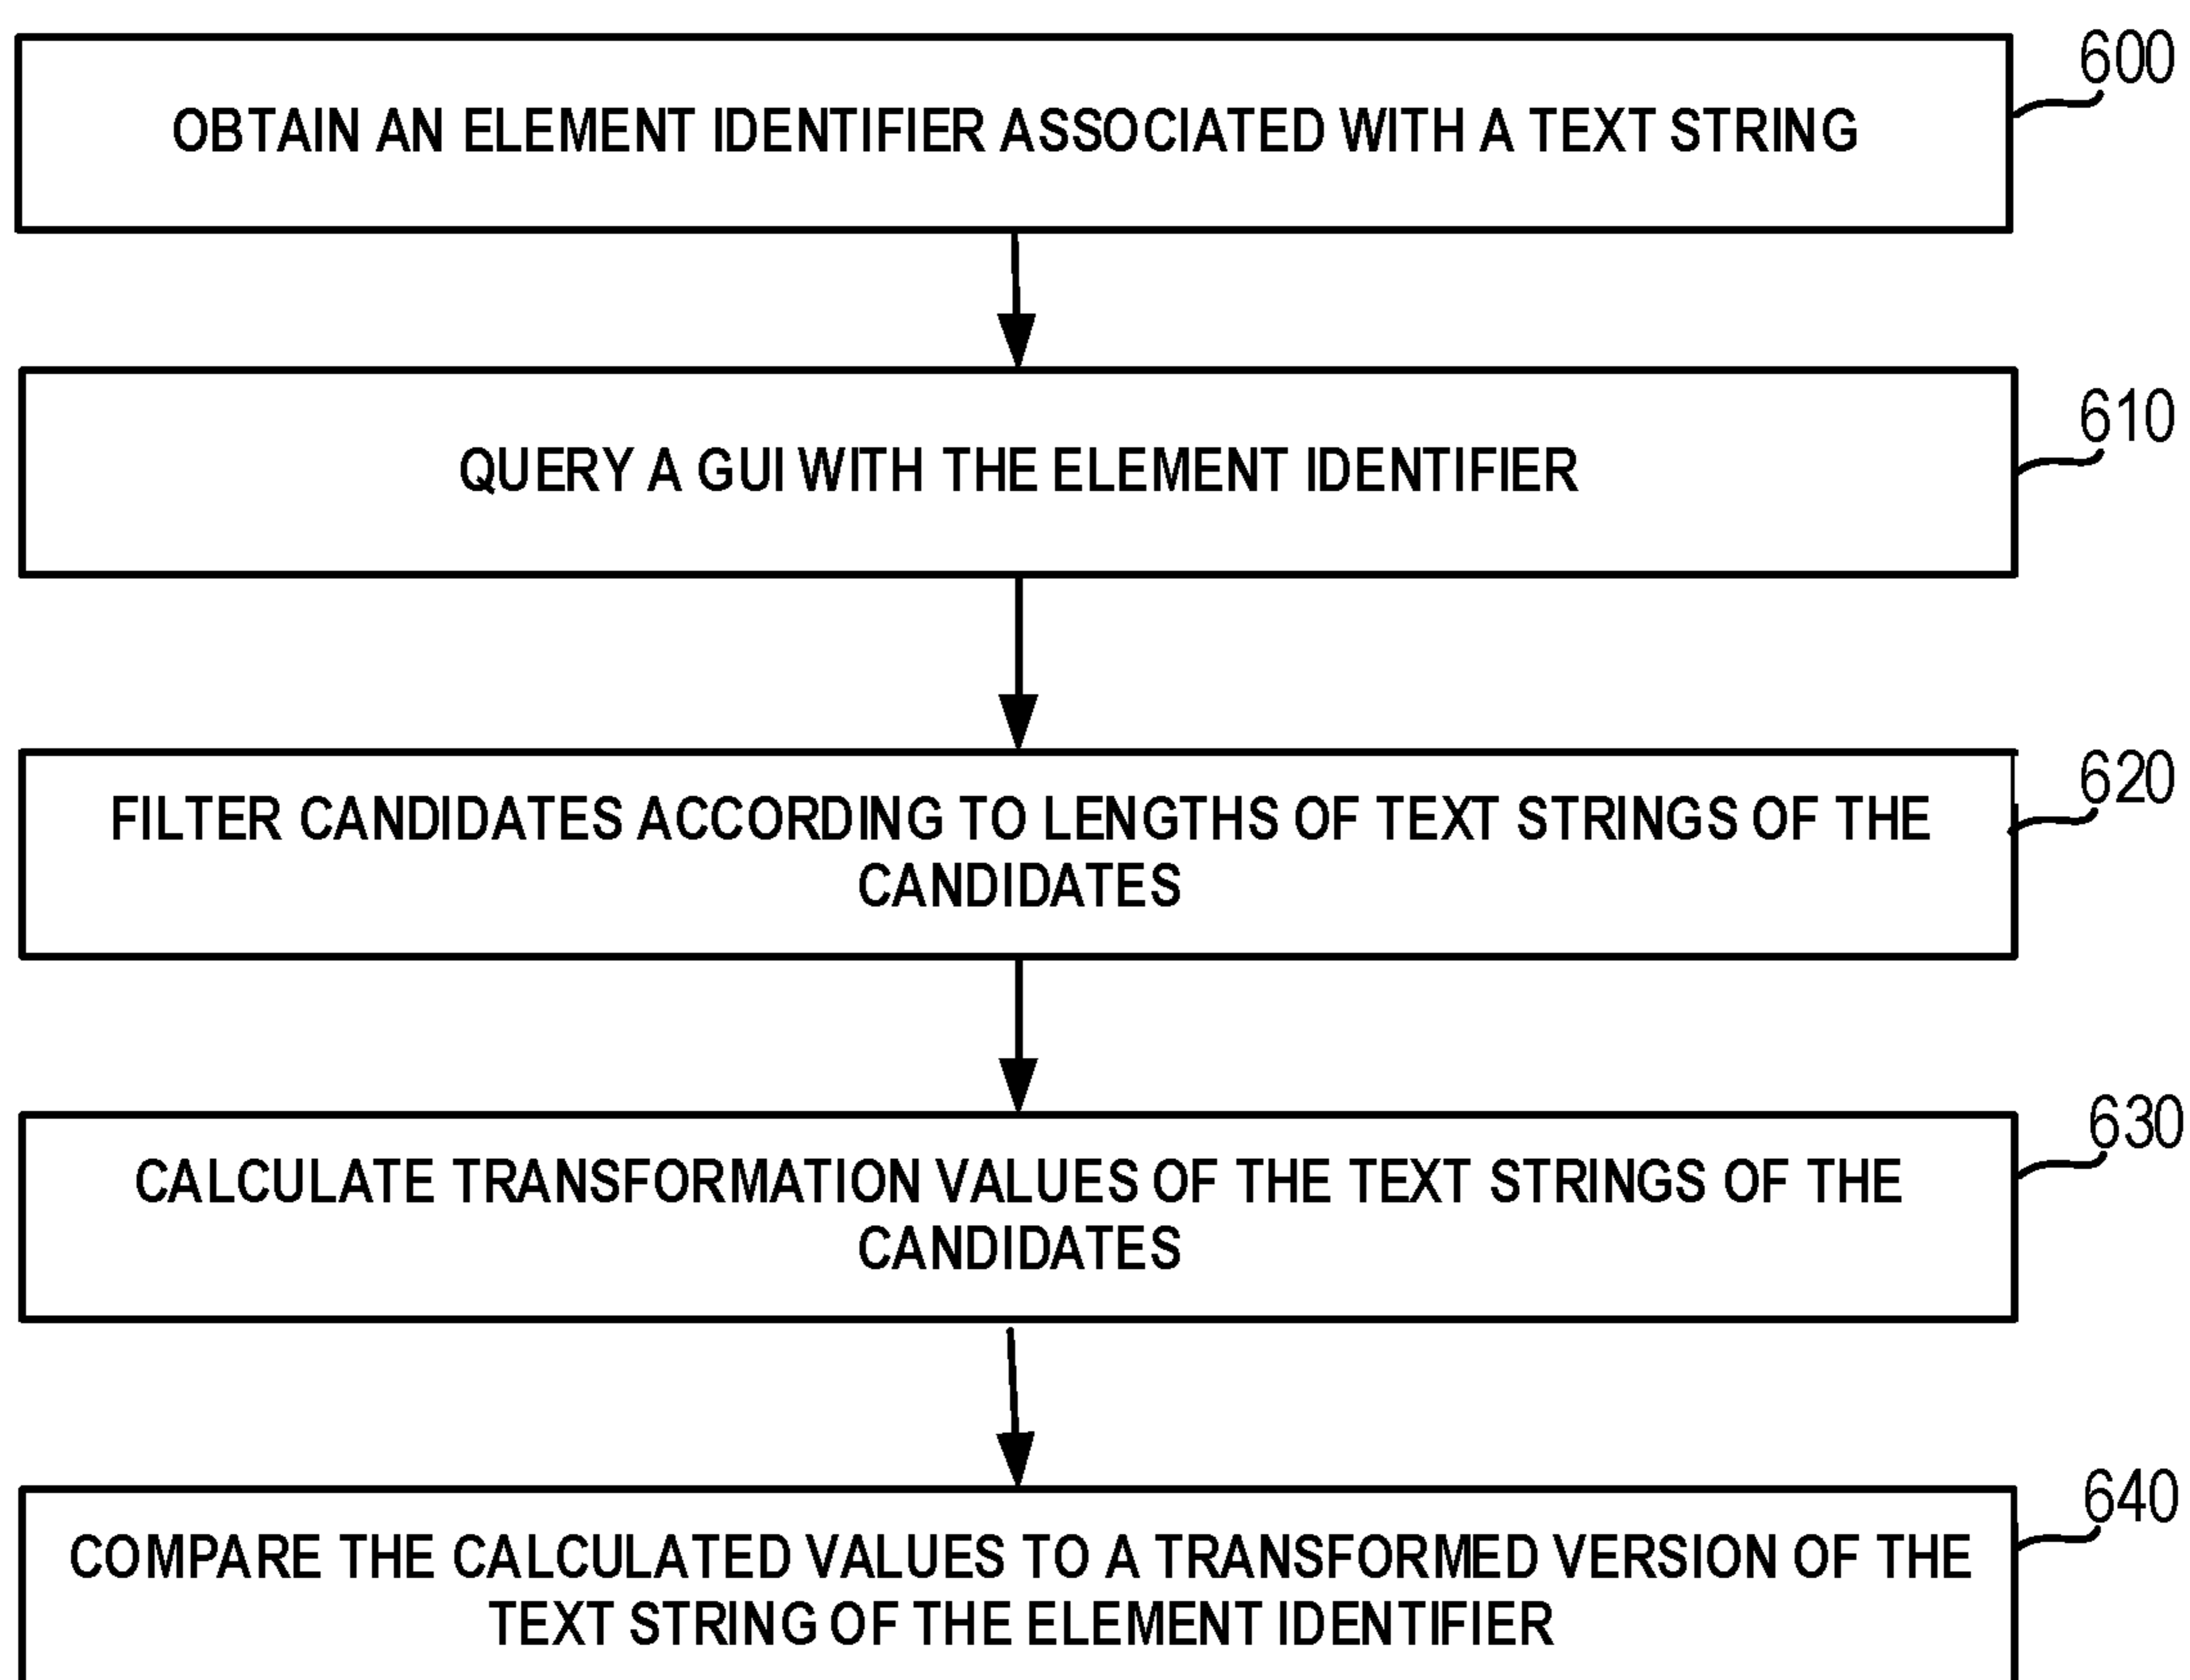 600
OBTAIN AN ELEMENT IDENTIFIER ASSOCIATED WITH A TEXT STRING
610
QUERY A GUI WITH THE ELEMENT IDENTIFIER
620
FILTER CANDIDATES ACCORDING TO LENGTHS OF TEXT STRINGS OF THE
CANDIDATES
630
CALCULATE TRANSFORMATION VALUES OF THE TEXT STRINGS OF THE
CANDIDATES
640
COMPARE THE CALCULATED VALUES TO A TRANSFORMED VERSION OF THE
TEXT STRING OF THE ELEMENT IDENTIFIER